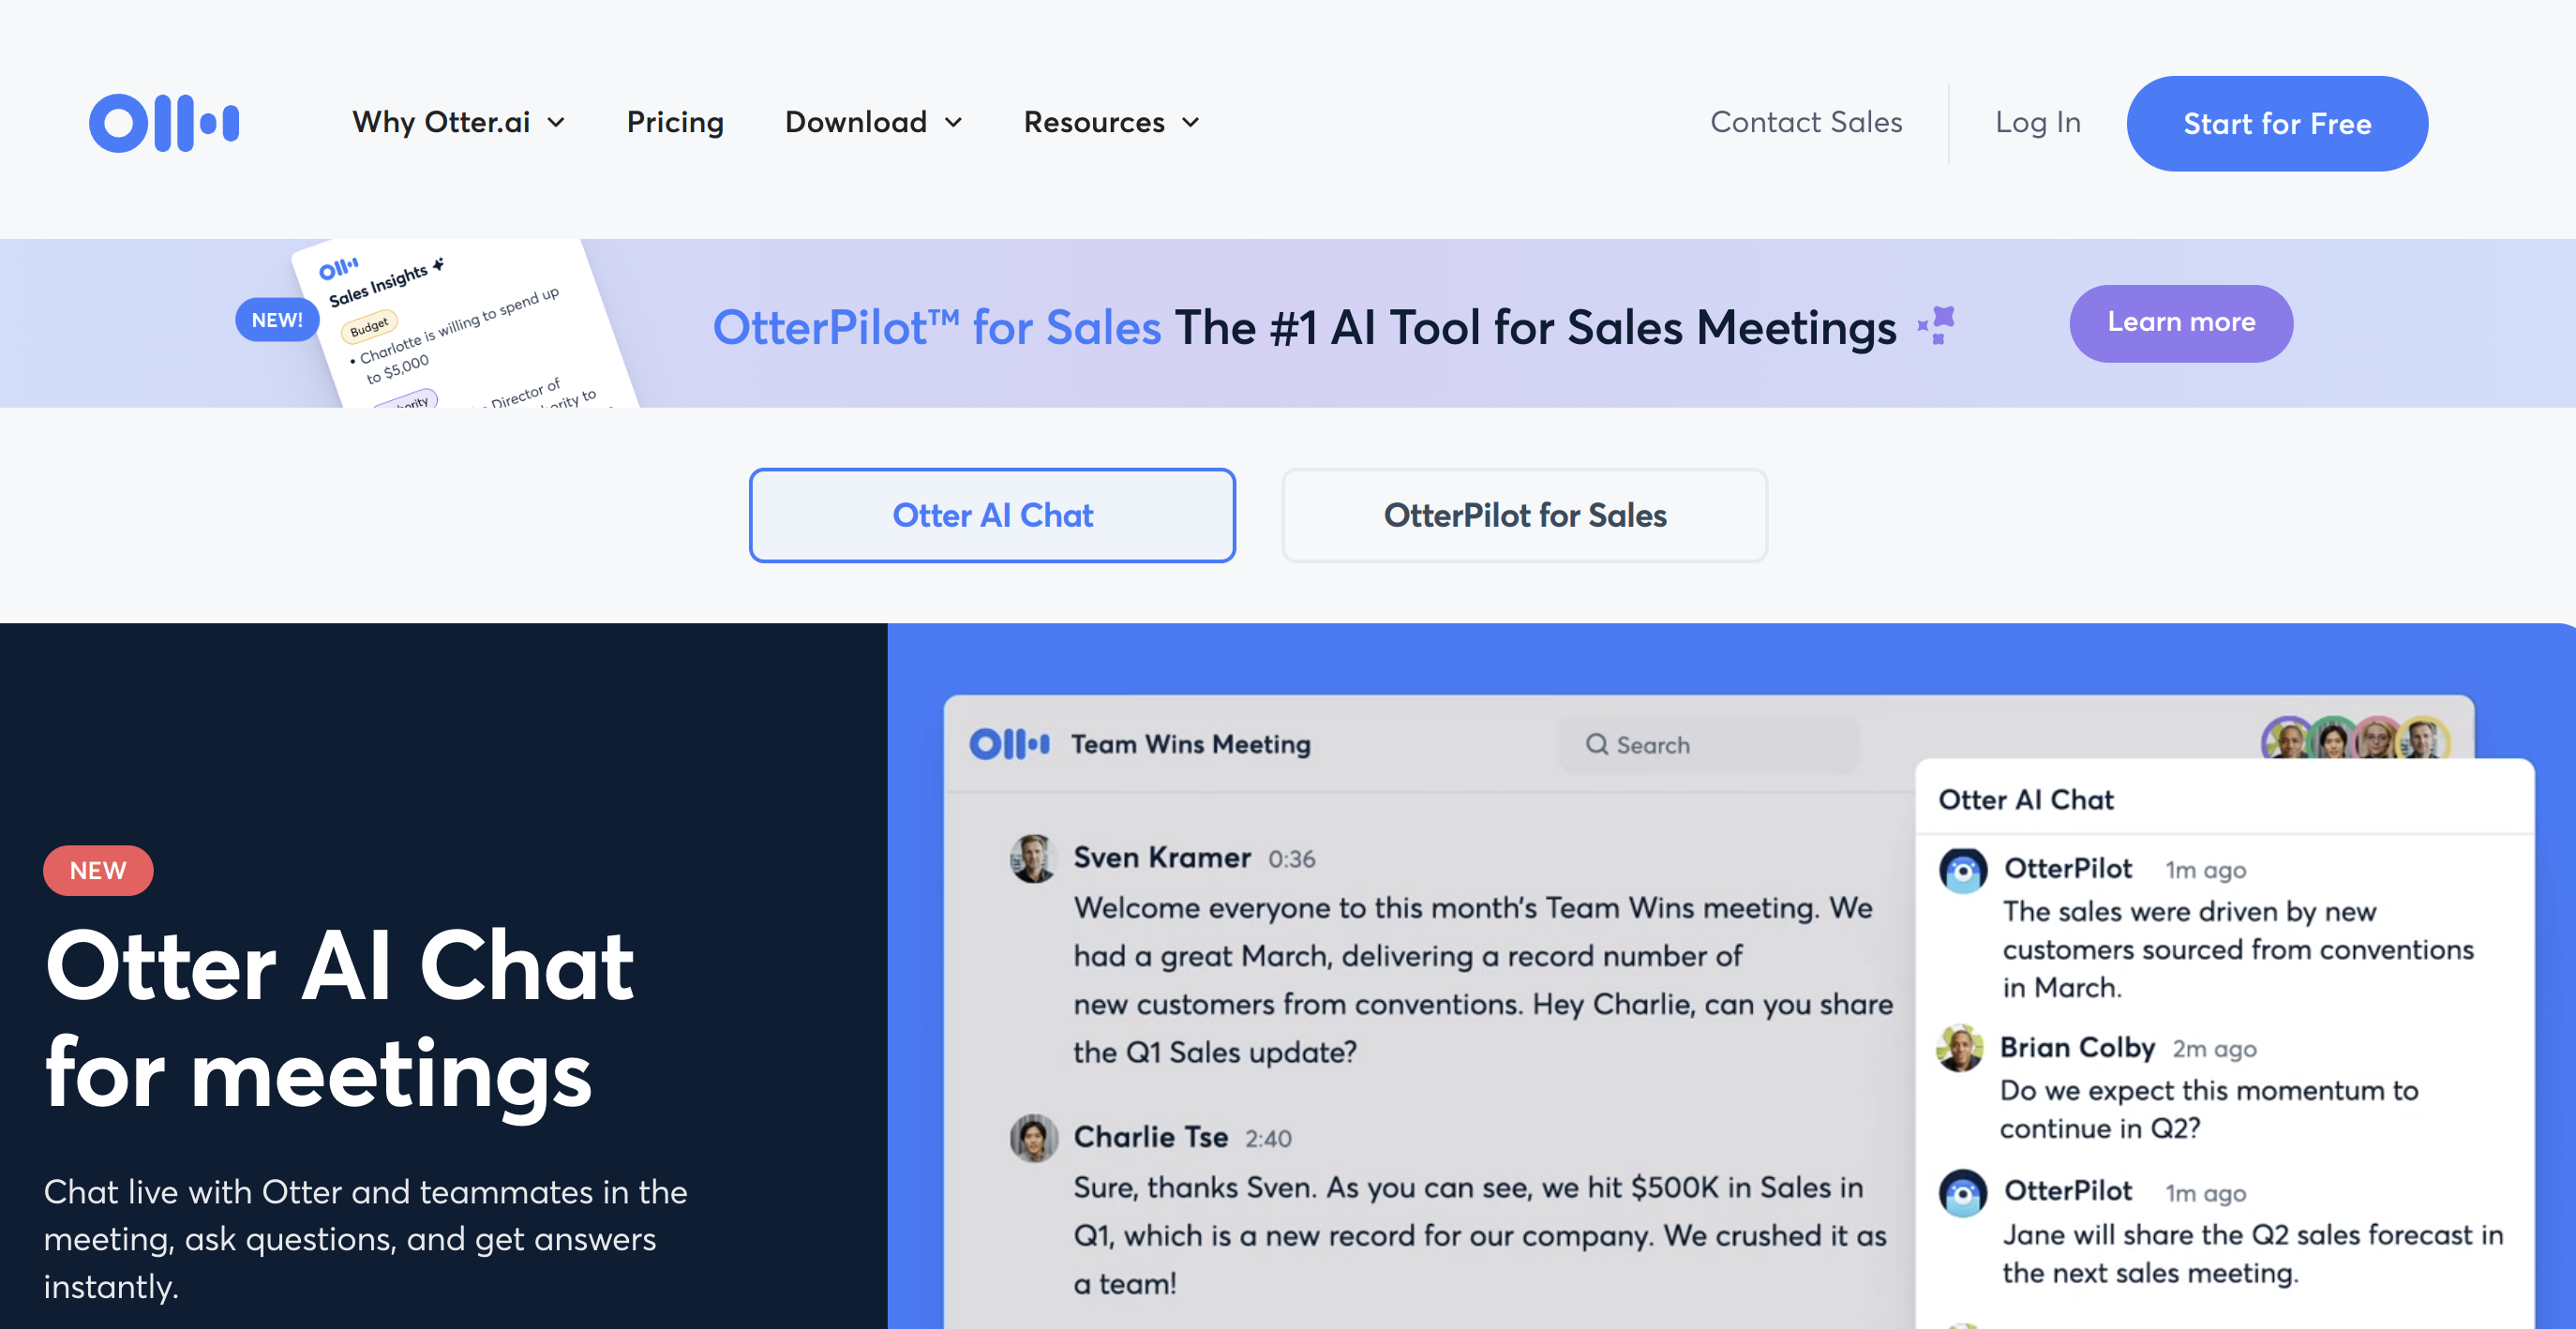 Why Otter.ai
Pricing
Download
Resources
Contact Sales
Log In
Start for Free
NEW!
Sales Insights
Budget
• Charlotte is willing to spend up
to $5,000
Director of
OtterPilot™ for Sales The #1 AI Tool for Sales Meetings
Learn more
Otter AI Chat
OtterPilot for Sales
NEW
Otter AI Chat
for meetings
Chat live with Otter and teammates in the
meeting, ask questions, and get answers
instantly.
Team Wins Meeting
Search
Sven Kramer 0:36
Welcome everyone to this month's Team Wins meeting. We
had a great March, delivering a record number of
new customers from conventions. Hey Charlie, can you share
the Q1 Sales update?
Charlie Tse 2:40
Sure, thanks Sven. As you can see, we hit $500K in Sales in
Q1, which is a new record for our company. We crushed it as
a team!
Otter AI Chat
OtterPilot 1m ago
The sales were driven by new
customers sourced from conventions
in March.
Brian Colby 2m ago
Do we expect this momentum to
continue in Q2?
OtterPilot 1m ago
Jane will share the Q2 sales forecast in
the next sales meeting.